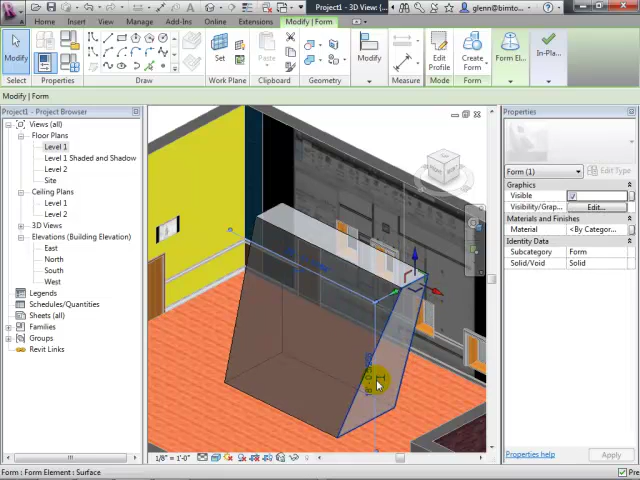 Project1 - 3D View:
glenn@bimto...
Home Insert View Manage Add-Ins Online Extensions Modify | Form
Modify
Set
Modify
Edit Profile
Create Form
Form El...
In-Pla...
Select
Properties
Draw
Work Plane
Clipboard
Geometry
Measure
Mode
Form
Modify | Form
Project1 - Project Browser
Views (all)
Floor Plans
Level 1
Level 1 Shaded and Shadow
Level 2
Site
Ceiling Plans
Level 1
Level 2
3D Views
Elevations (Building Elevation)
East
North
South
West
Legends
Schedules/Quantities
Sheets (all)
Families
Groups
Revit Links
Properties
Form (1)
Edit Type
Graphics
Visible
Visibility/Grap...
Edit...
Materials and Finishes
Material
<By Categor...
Identity Data
Subcategory
Form
Solid/Void
Solid
Properties help
Apply
1/8" = 1'-0"
Form : Form Element : Surface
Pre